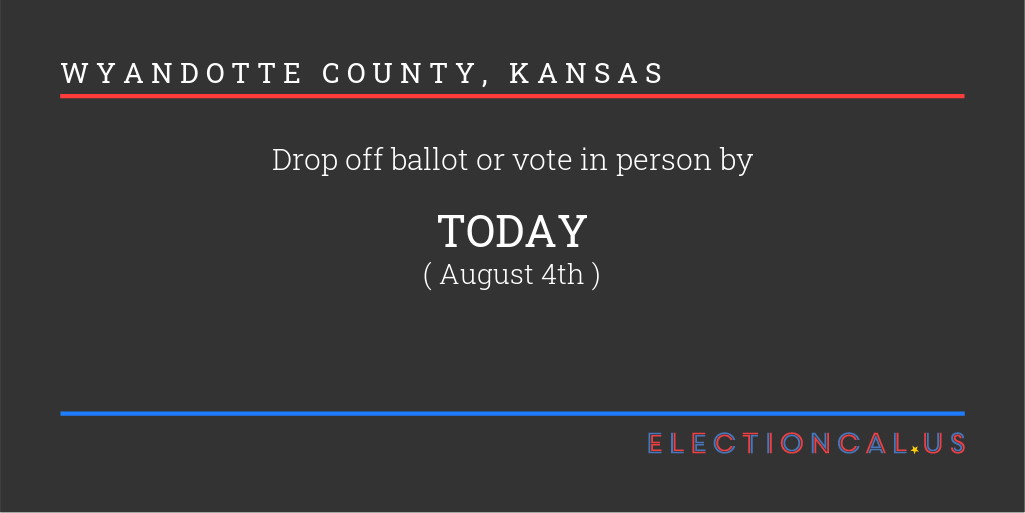 WYANDOTTE COUNTY, KANSAS
Drop off ballot or vote in person by
TODAY
( August 4th )
ELECTIONCAL.US